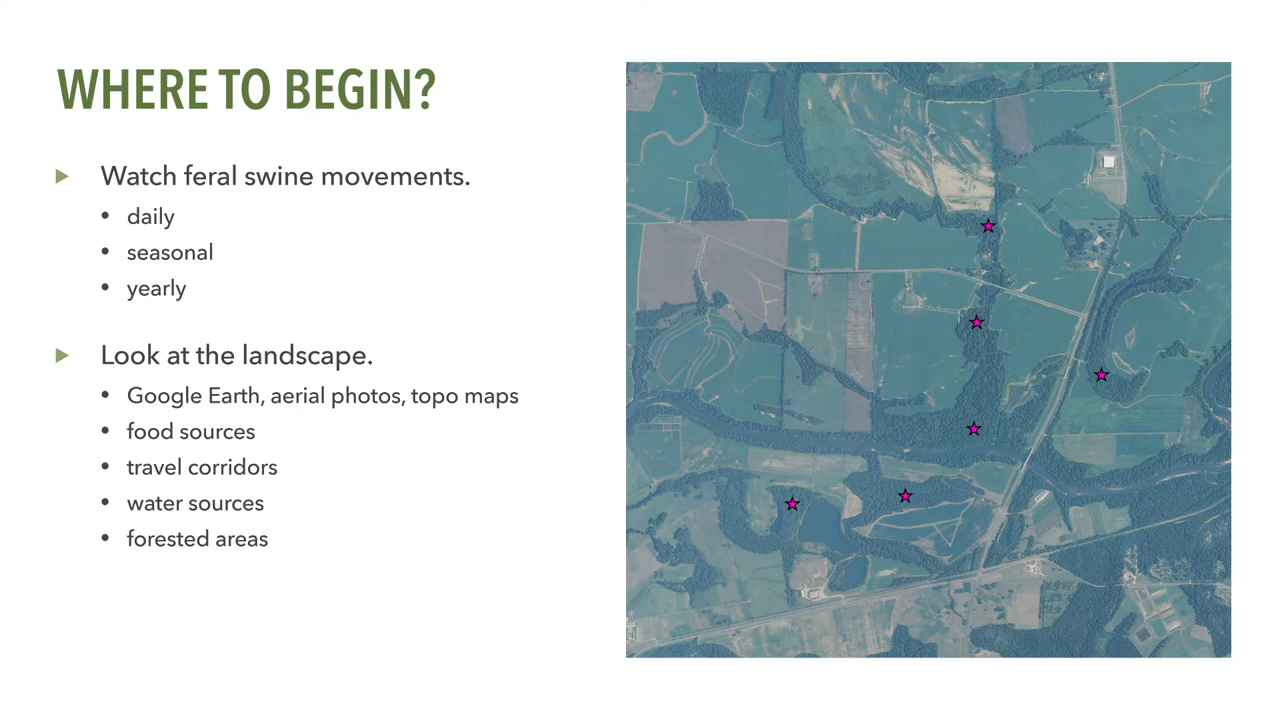 WHERE TO BEGIN?
Watch feral swine movements.
daily
seasonal
yearly
Look at the landscape.
Google Earth, aerial photos, topo maps
food sources
travel corridors
water sources
forested areas